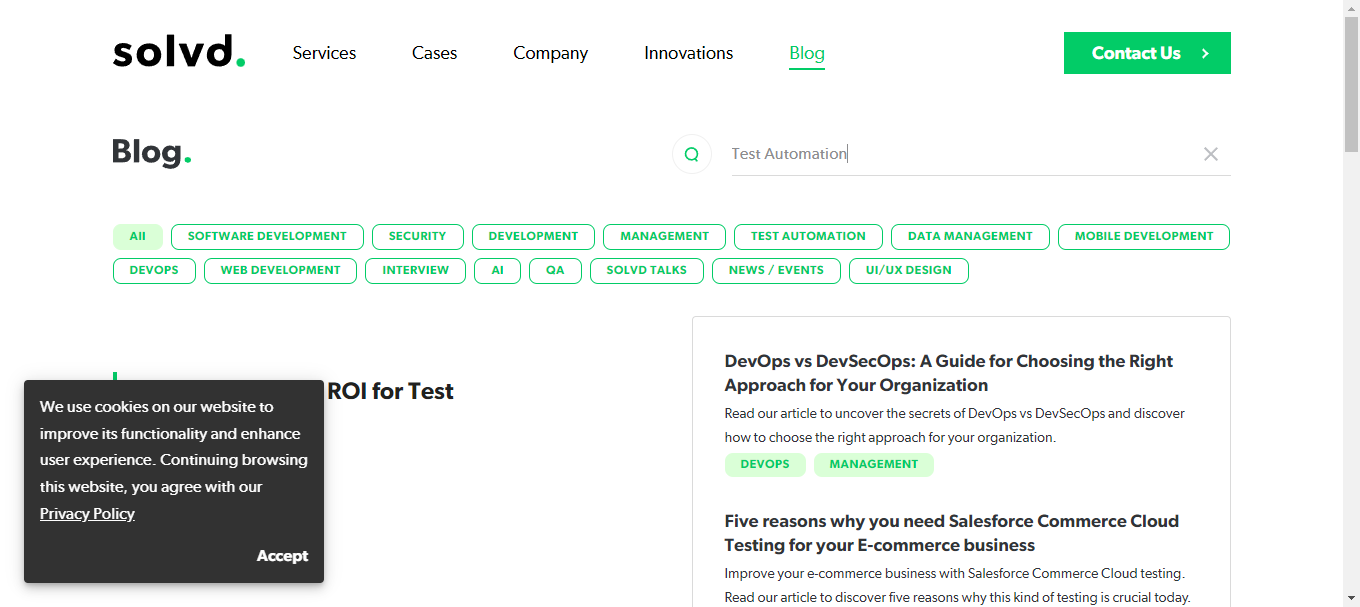 solvd.
Services Cases Company Innovations Blog
Contact Us
Blog.
Test Automation
All SOFTWARE DEVELOPMENT SECURITY DEVELOPMENT MANAGEMENT TEST AUTOMATION DATA MANAGEMENT MOBILE DEVELOPMENT
DEVOPS WEB DEVELOPMENT INTERVIEW AI QA SOLVD TALKS NEWS / EVENTS UI/UX DESIGN
ROI for Test
We use cookies on our website to
improve its functionality and enhance
user experience. Continuing browsing
this website, you agree with our
Privacy Policy
Accept
DevOps vs DevSecOps: A Guide for Choosing the Right
Approach for Your Organization
Read our article to uncover the secrets of DevOps vs DevSecOps and discover
how to choose the right approach for your organization.
DEVOPS MANAGEMENT
Five reasons why you need Salesforce Commerce Cloud
Testing for your E-commerce business
Improve your e-commerce business with Salesforce Commerce Cloud testing.
Read our article to discover five reasons why this kind of testing is crucial today.